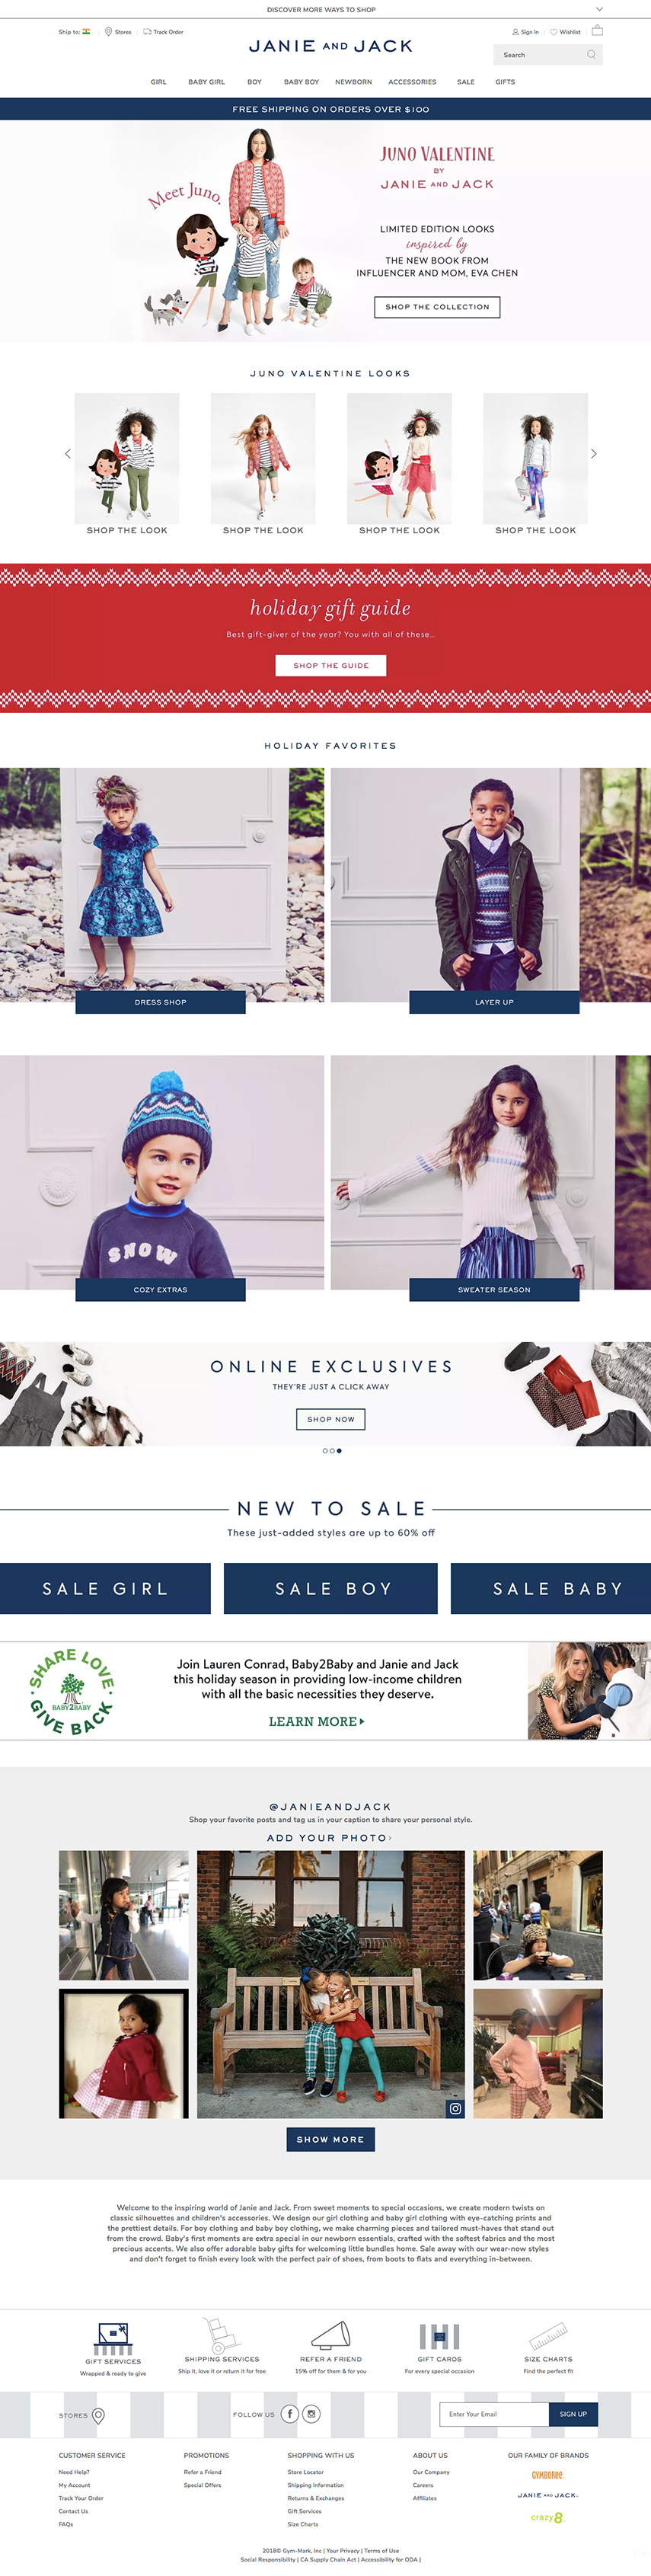 DISCOVER MORE WAYS TO SHOP
Ship to:
Stores
Track Order
JANIE AND JACK
Sign In
Wishlist
Search
GIRL BABY GIRL BOY BABY BOY NEWBORN ACCESSORIES SALE GIFTS
FREE SHIPPING ON ORDERS OVER $100
Meet Juno.
JUNO VALENTINE
BY
JANIE AND JACK
LIMITED EDITION LOOKS
inspired by
THE NEW BOOK FROM
INFLUENCER AND MOM, EVA CHEN
SHOP THE COLLECTION
JUNO VALENTINE LOOKS
SHOP THE LOOK SHOP THE LOOK SHOP THE LOOK SHOP THE LOOK
holiday gift guide
Best gift-giver of the year? You with all of these...
SHOP THE GUIDE
HOLIDAY FAVORITES
DRESS SHOP
LAYER UP
SNOW
COZY EXTRAS
SWEATER SEASON
ONLINE EXCLUSIVES
THEY'RE JUST A CLICK AWAY
SHOP NOW
NEW TO SALE
These just-added styles are up to 60% off
SALE GIRL SALE BOY SALE BABY
SHARE LOVE
BABY2BABY
GIVE BACK
Join Lauren Conrad, Baby2Baby and Janie and Jack
this holiday season in providing low-income children
with all the basic necessities they deserve.
LEARN MORE
@JANIEANDJACK
Shop your favorite posts and tag us in your caption to share your personal style.
ADD YOUR PHOTO>
SHOW MORE
Welcome to the inspiring world of Janie and Jack. From sweet moments to special occasions, we create modern twists on
classic silhouettes and children's accessories. We design our girl clothing and baby girl clothing with eye-catching prints and
the prettiest details. For boy clothing and baby boy clothing, we make charming pieces and tailored must-haves that stand out
from the crowd. Baby's first moments are extra special in our newborn essentials, crafted with the softest fabrics and the most
precious accents. We also offer adorable baby gifts for welcoming little bundles home. Sale away with our wear-now styles
and don't forget to finish every look with the perfect pair of shoes, from boots to flats and everything in-between.
GIFT SERVICES
Wrapped & ready to give
SHIPPING SERVICES
Ship it, love it or return it for free
REFER A FRIEND
15% off for them & for you
GIFT CARDS
For every special occasion
SIZE CHARTS
Find the perfect fit
STORES
FOLLOW US
Enter Your Email
SIGN UP
CUSTOMER SERVICE
Need Help?
My Account
Track Your Order
Contact Us
FAQs
PROMOTIONS
Refer a Friend
Special Offers
SHOPPING WITH US
Store Locator
Shipping Information
Returns & Exchanges
Gift Services
Size Charts
ABOUT US
Our Company
Careers
Affiliates
OUR FAMILY OF BRANDS
GYMBOREE
JANIE AND JACK
crazy8
2018© Gym-Mark, Inc | Your Privacy | Terms of Use
Social Responsibility | CA Supply Chain Act | Accessibility for ODA |